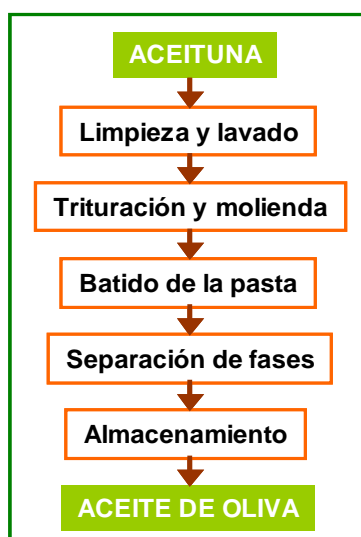 ACEITUNA
Limpieza y lavado
Trituración y molienda
Batido de la pasta
Separación de fases
Almacenamiento
ACEITE DE OLIVA